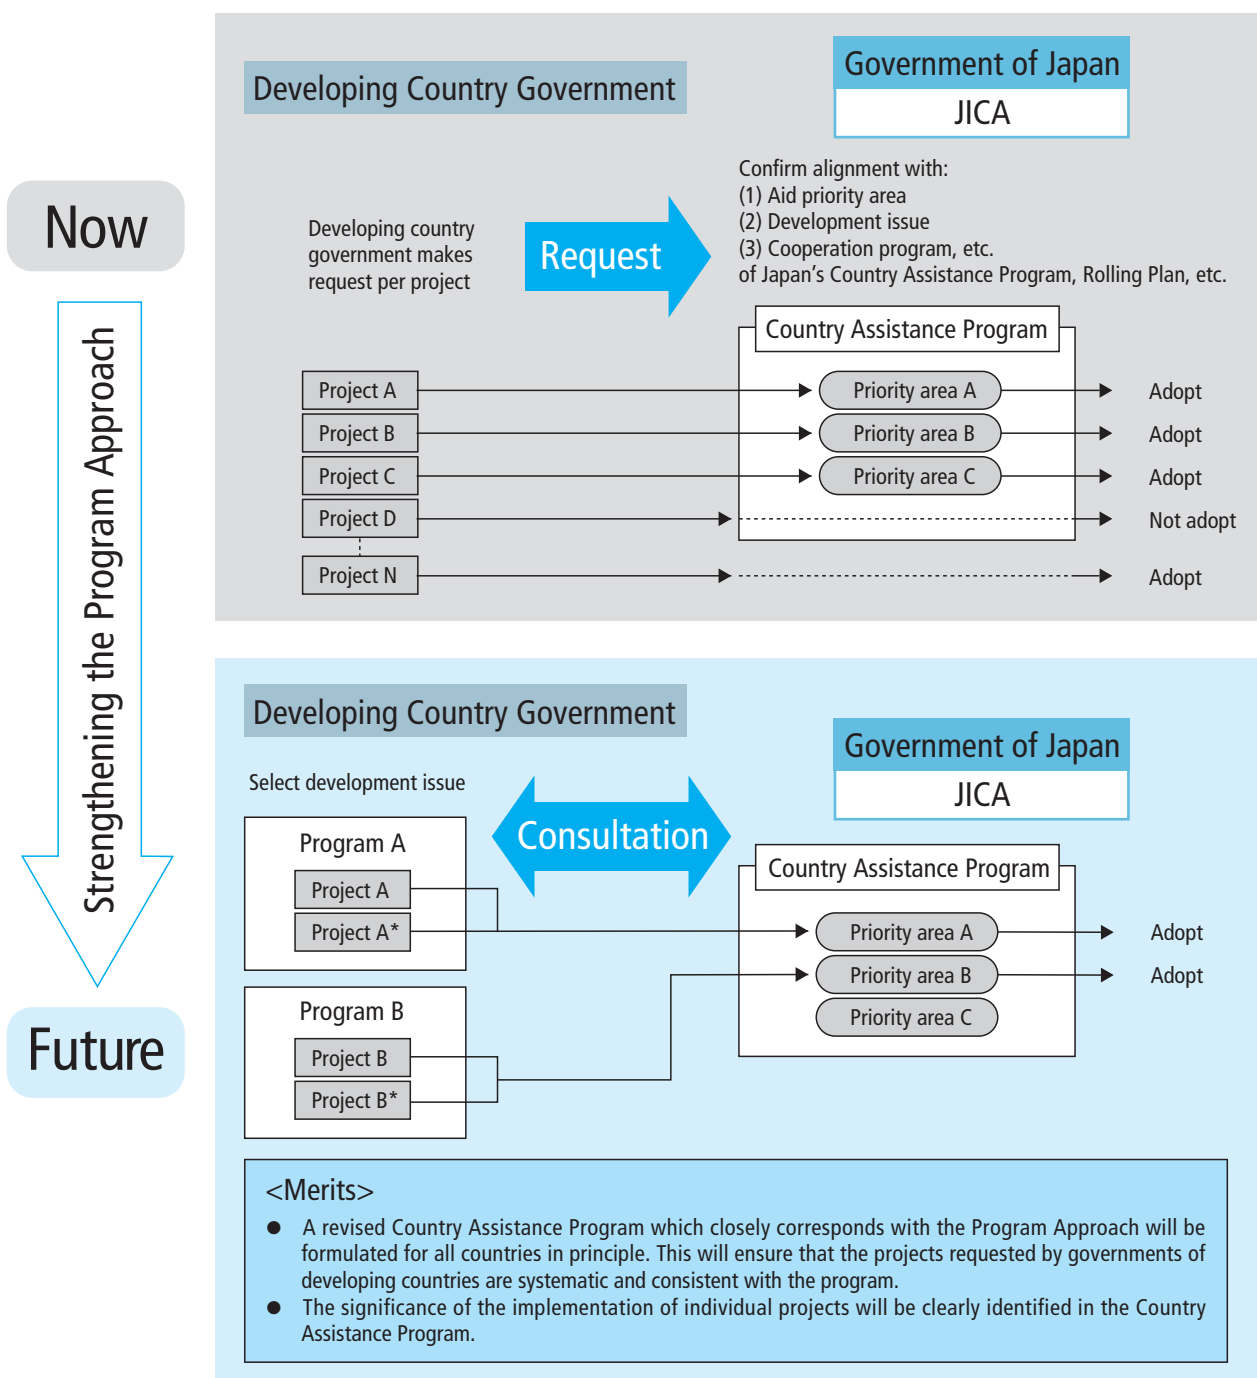 Now
Strengthening the Program Approach
Future
Developing Country Government
Government of Japan
JICA
Developing country
government makes
request per project
Request
Confirm alignment with:
(1) Aid priority area
(2) Development issue
(3) Cooperation program, etc.
of Japan's Country Assistance Program, Rolling Plan, etc.
Country Assistance Program
Project A
Priority area A
Adopt
Project B
Priority area B
Adopt
Project C
Priority area C
Adopt
Project D
Not adopt
Project N
Adopt
Developing Country Government
Government of Japan
JICA
Select development issue
Consultation
Program A
Project A
Project A*
Program B
Project B
Project B*
Country Assistance Program
Priority area A
Adopt
Priority area B
Adopt
Priority area C
<Merits>
● A revised Country Assistance Program which closely corresponds with the Program Approach will be
formulated for all countries in principle. This will ensure that the projects requested by governments of
developing countries are systematic and consistent with the program.
● The significance of the implementation of individual projects will be clearly identified in the Country
Assistance Program.